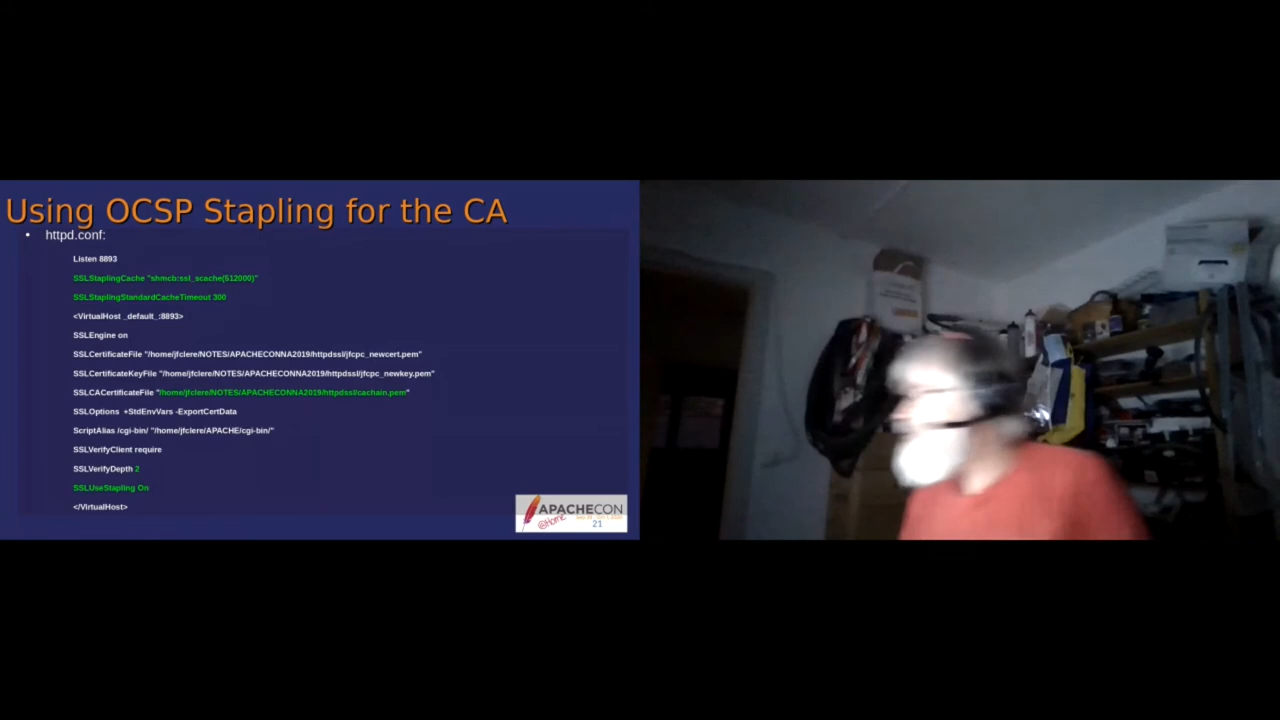 Using OCSP Stapling for the CA
• httpd.conf:
Listen 8893
SSLStaplingCache "shmcb:ssl_scache(512000)"
SSLStaplingStandardCacheTimeout 300
<VirtualHost _default_:8893>
SSLEngine on
SSLCertificateFile "/home/jfclere/NOTES/APACHECONNA2019/httpdssl/jfcpc_newcert.pem"
SSLCertificateKeyFile "/home/jfclere/NOTES/APACHECONNA2019/httpdssl/jfcpc_newkey.pem"
SSLCACertificateFile "/home/jfclere/NOTES/APACHECONNA2019/httpdssl/cachain.pem"
SSLOptions +StdEnvVars -ExportCertData
ScriptAlias /cgi-bin/ "/home/jfclere/APACHE/cgi-bin/"
SSLVerifyClient require
SSLVerifyDepth 2
SSLUseStapling On
</VirtualHost>
APACHECON
@Home
21